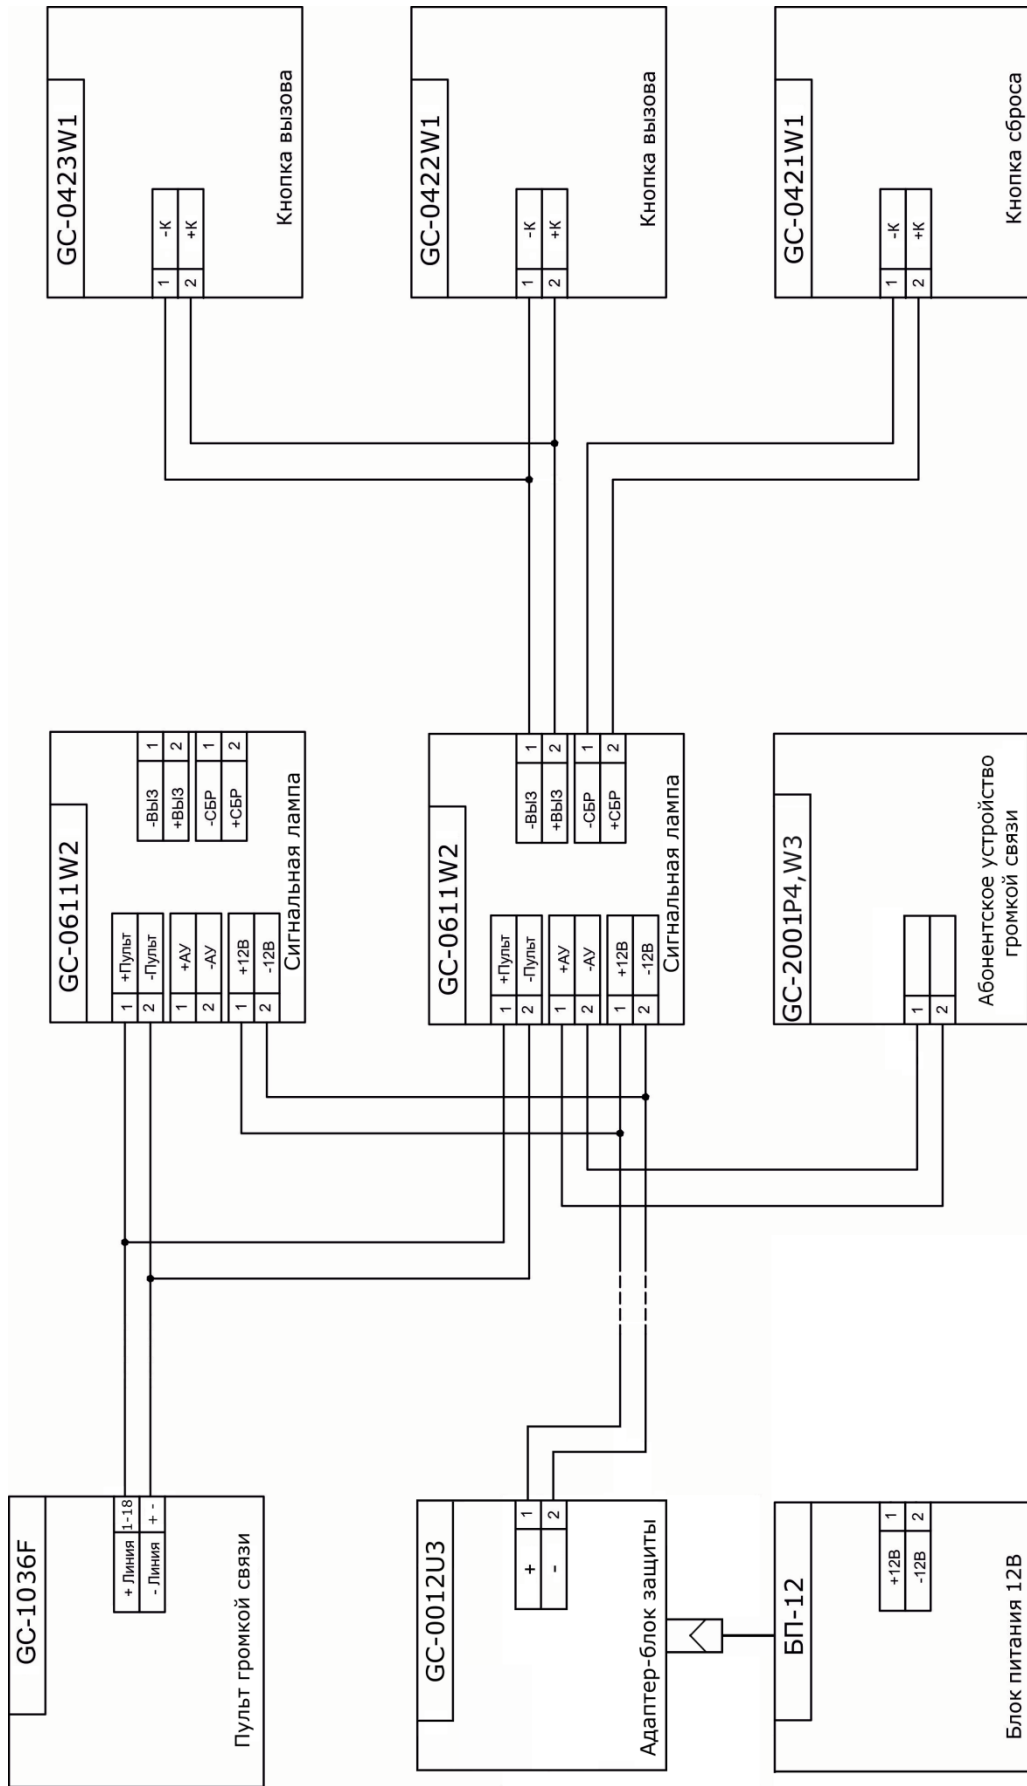 GC-1036F
+ Линия 1-18
- Линия + -
Пульт громкой связи
GC-0611W2
1 +Пульт
2 -Пульт
1 +АУ
2 -АУ
1 +12В
2 -12В
-ВЫЗ 1
+ВЫЗ 2
-СБР 1
+СБР 2
Сигнальная лампа
GC-0423W1
1 -К
2 +К
Кнопка вызова
GC-0012U3
+ 1
- 2
Адаптер-блок защиты
GC-0611W2
1 +Пульт
2 -Пульт
1 +АУ
2 -АУ
1 +12В
2 -12В
-ВЫЗ 1
+ВЫЗ 2
-СБР 1
+СБР 2
Сигнальная лампа
GC-0422W1
1 -К
2 +К
Кнопка вызова
БП-12
+12В 1
-12В 2
Блок питания 12В
GC-2001P4,W3
1
2
Абонентское устройство
громкой связи
GC-0421W1
1 -К
2 +К
Кнопка сброса